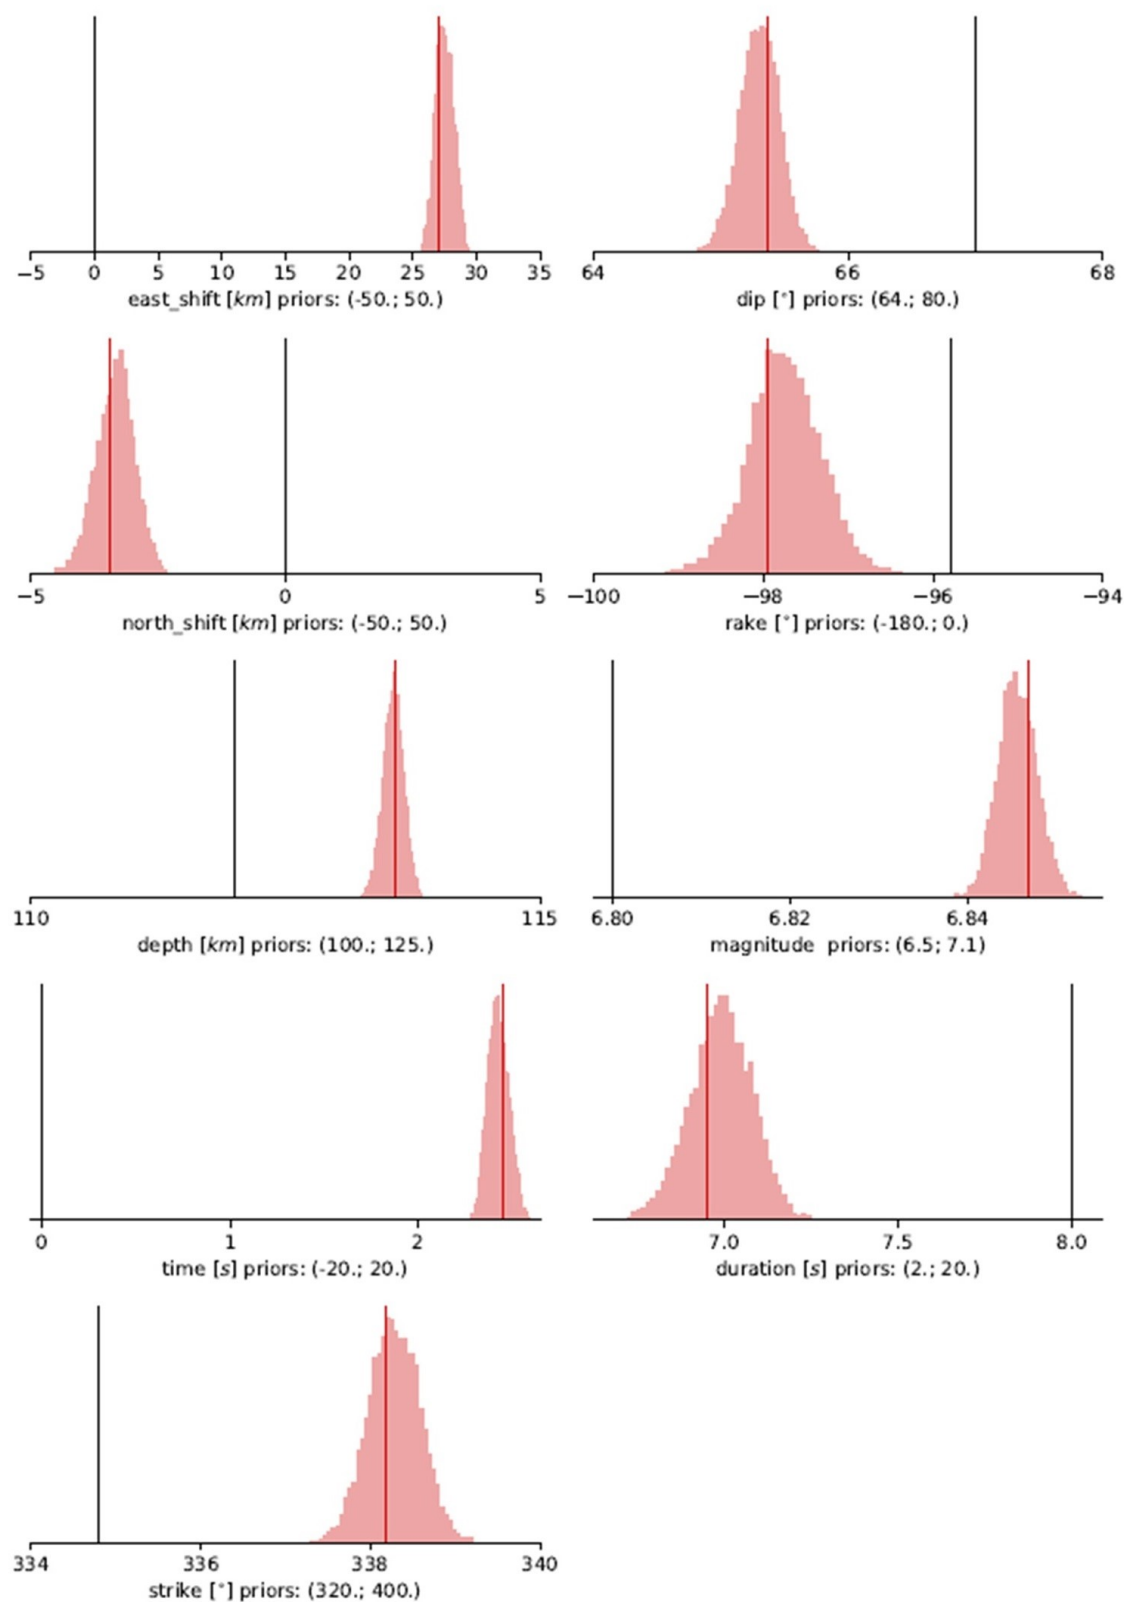 −5 0 5 10 15 20 25 30 35
east_shift [km] priors: (-50.; 50.)
64 66 68
dip [°] priors: (64.; 80.)
−5 0 5
north_shift [km] priors: (-50.; 50.)
−100 −98 −96 −94
rake [°] priors: (-180.; 0.)
110 115
depth [km] priors: (100.; 125.)
6.80 6.82 6.84
magnitude  priors: (6.5; 7.1)
0 1 2
time [s] priors: (-20.; 20.)
7.0 7.5 8.0
duration [s] priors: (2.; 20.)
334 336 338 340
strike [°] priors: (320.; 400.)